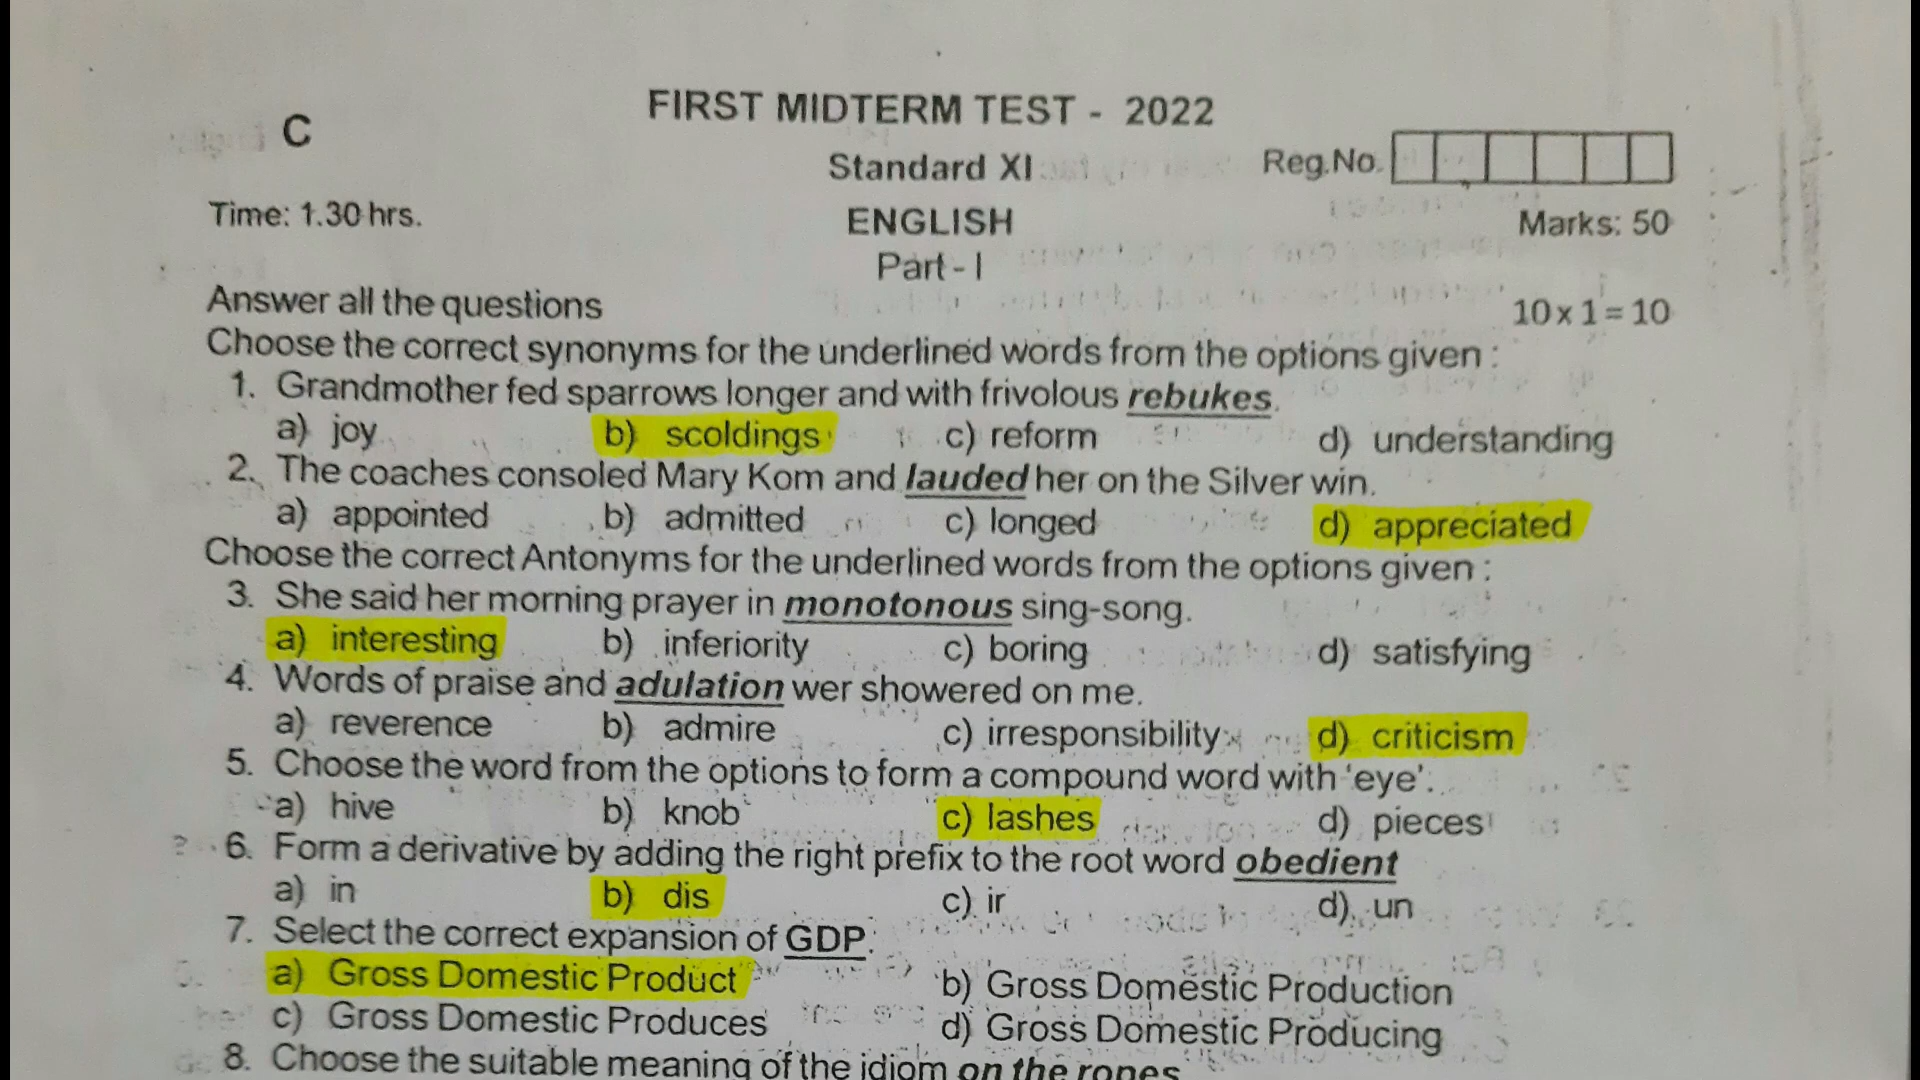 FIRST MIDTERM TEST - 2022
C
Standard XI
Reg.No.
Time: 1.30 hrs.
ENGLISH
Marks: 50
Part - I
Answer all the questions
10 x 1 = 10
Choose the correct synonyms for the underlined words from the options given :
1. Grandmother fed sparrows longer and with frivolous rebukes.
a) joy b) scoldings c) reform d) understanding
2. The coaches consoled Mary Kom and lauded her on the Silver win.
a) appointed b) admitted c) longed d) appreciated
Choose the correct Antonyms for the underlined words from the options given :
3. She said her morning prayer in monotonous sing-song.
a) interesting b) inferiority c) boring d) satisfying
4. Words of praise and adulation wer showered on me.
a) reverence b) admire c) irresponsibility d) criticism
5. Choose the word from the options to form a compound word with 'eye'.
a) hive b) knob c) lashes d) pieces
6. Form a derivative by adding the right prefix to the root word obedient
a) in b) dis c) ir d) un
7. Select the correct expansion of GDP.
a) Gross Domestic Product b) Gross Domestic Production
c) Gross Domestic Produces d) Gross Domestic Producing
8. Choose the suitable meaning of the idiom on the ropes